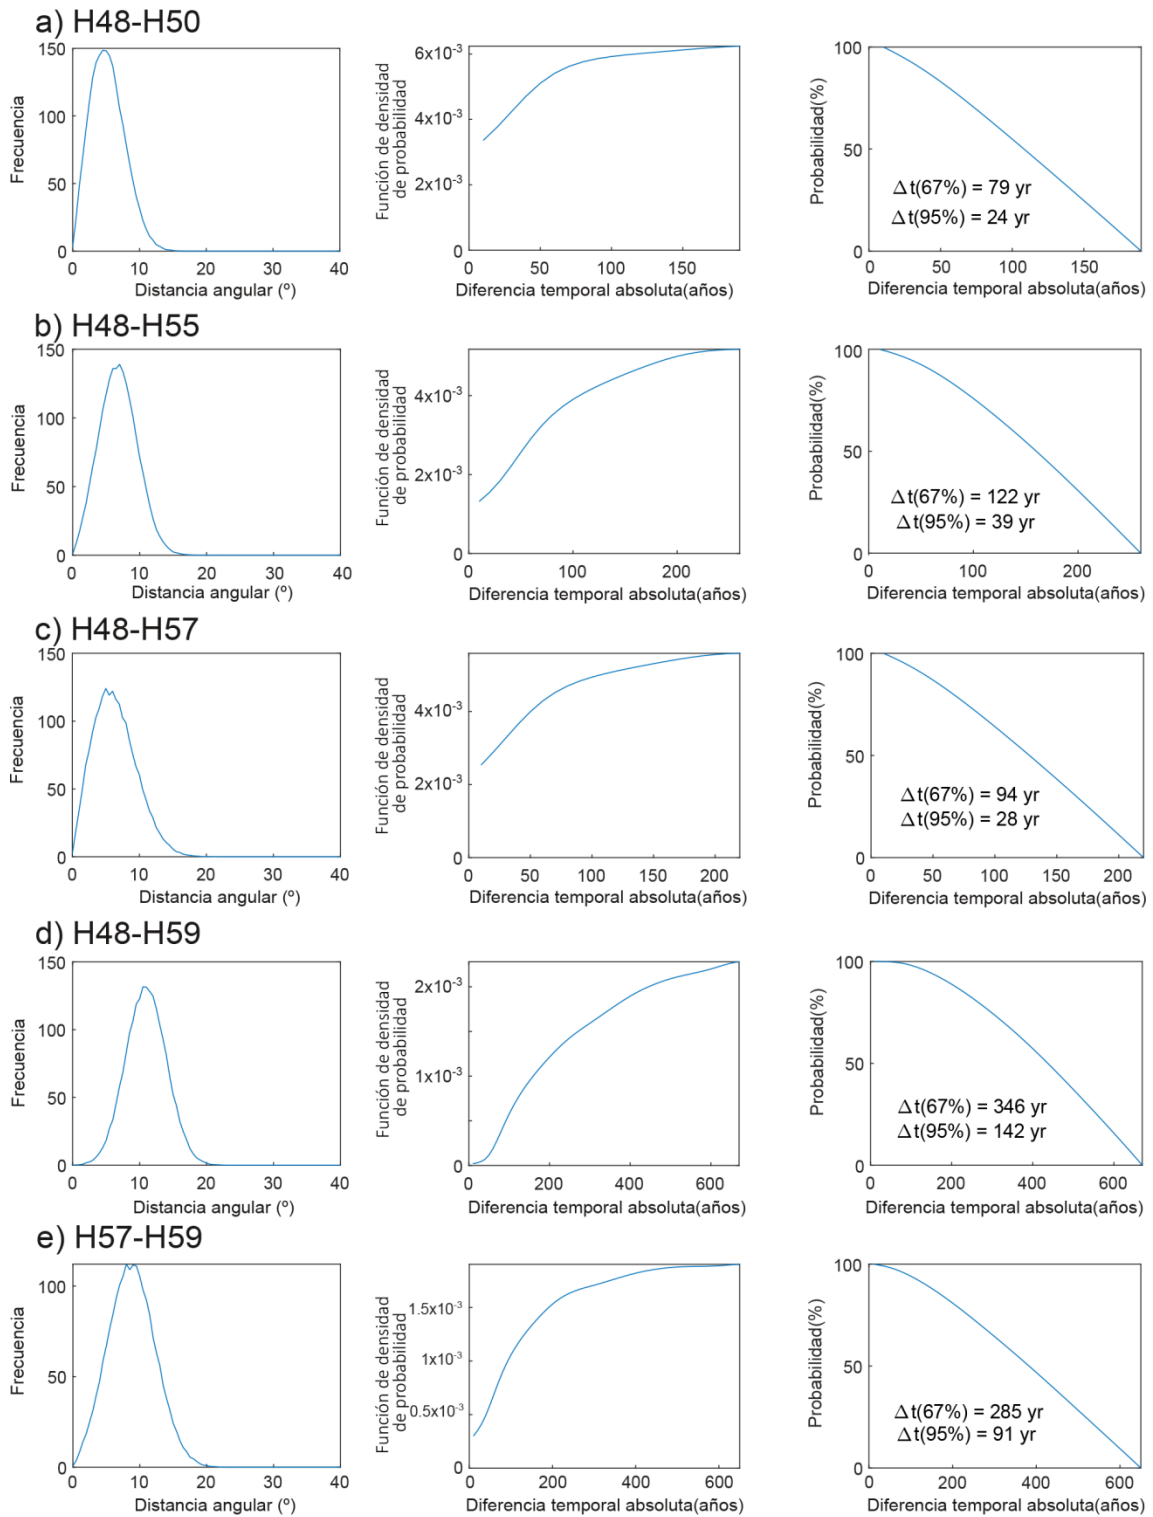 a) H48-H50
150
100
50
0
Frecuencia
0 10 20 30 40
Distancia angular (º)
6x10-3
4x10-3
2x10-3
0
Función de densidad
de probabilidad
0 50 100 150
Diferencia temporal absoluta(años)
100
50
0
Probabilidad(%)
Δt(67%) = 79 yr
Δt(95%) = 24 yr
0 50 100 150
Diferencia temporal absoluta(años)
b) H48-H55
150
100
50
0
Frecuencia
0 10 20 30 40
Distancia angular (º)
4x10-3
2x10-3
0
Función de densidad
de probabilidad
0 100 200
Diferencia temporal absoluta(años)
100
50
0
Probabilidad(%)
Δt(67%) = 122 yr
Δt(95%) = 39 yr
0 100 200
Diferencia temporal absoluta(años)
c) H48-H57
150
100
50
0
Frecuencia
0 10 20 30 40
Distancia angular (º)
4x10-3
2x10-3
0
Función de densidad
de probabilidad
0 50 100 150 200
Diferencia temporal absoluta(años)
100
50
0
Probabilidad(%)
Δt(67%) = 94 yr
Δt(95%) = 28 yr
0 50 100 150 200
Diferencia temporal absoluta(años)
d) H48-H59
150
100
50
0
Frecuencia
0 10 20 30 40
Distancia angular (º)
2x10-3
1x10-3
0
Función de densidad
de probabilidad
0 200 400 600
Diferencia temporal absoluta(años)
100
50
0
Probabilidad(%)
Δt(67%) = 346 yr
Δt(95%) = 142 yr
0 200 400 600
Diferencia temporal absoluta(años)
e) H57-H59
100
50
0
Frecuencia
0 10 20 30 40
Distancia angular (º)
1.5x10-3
1x10-3
0.5x10-3
0
Función de densidad
de probabilidad
0 200 400 600
Diferencia temporal absoluta(años)
100
50
0
Probabilidad(%)
Δt(67%) = 285 yr
Δt(95%) = 91 yr
0 200 400 600
Diferencia temporal absoluta(años)